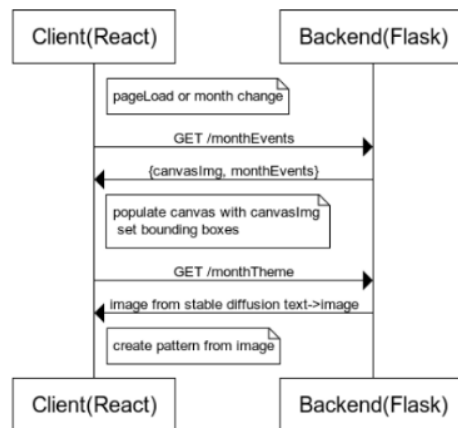 Client(React)
Backend(Flask)
pageLoad or month change
GET /monthEvents
{canvasImg, monthEvents}
populate canvas with canvasImg
set bounding boxes
GET /monthTheme
image from stable diffusion text->image
create pattern from image
Client(React)
Backend(Flask)